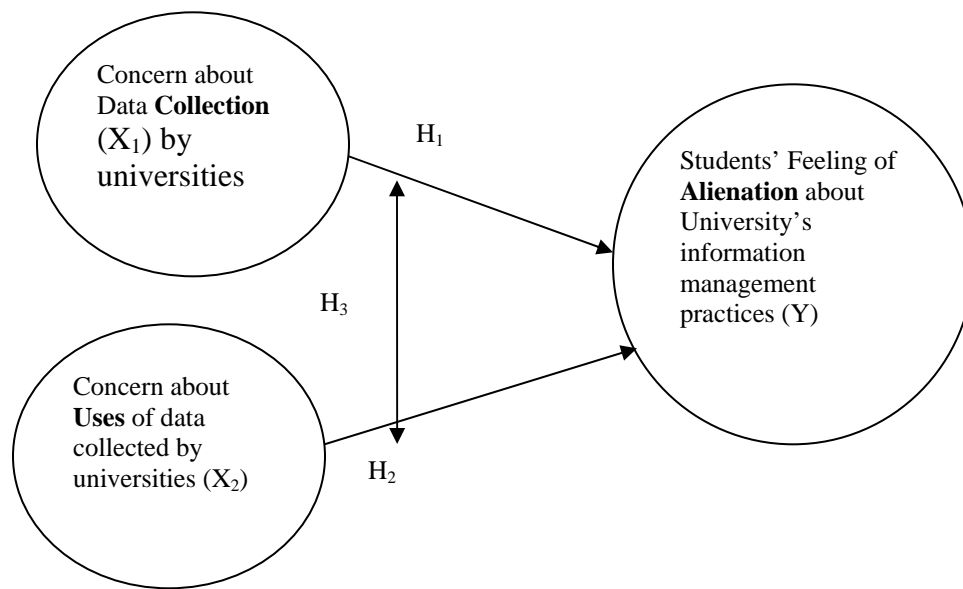 Concern about
Data Collection
(X₁) by
universities
H₁
Students’ Feeling of
Alienation about
University’s
information
management
practices (Y)
H₃
Concern about
Uses of data
collected by
universities (X₂)
H₂